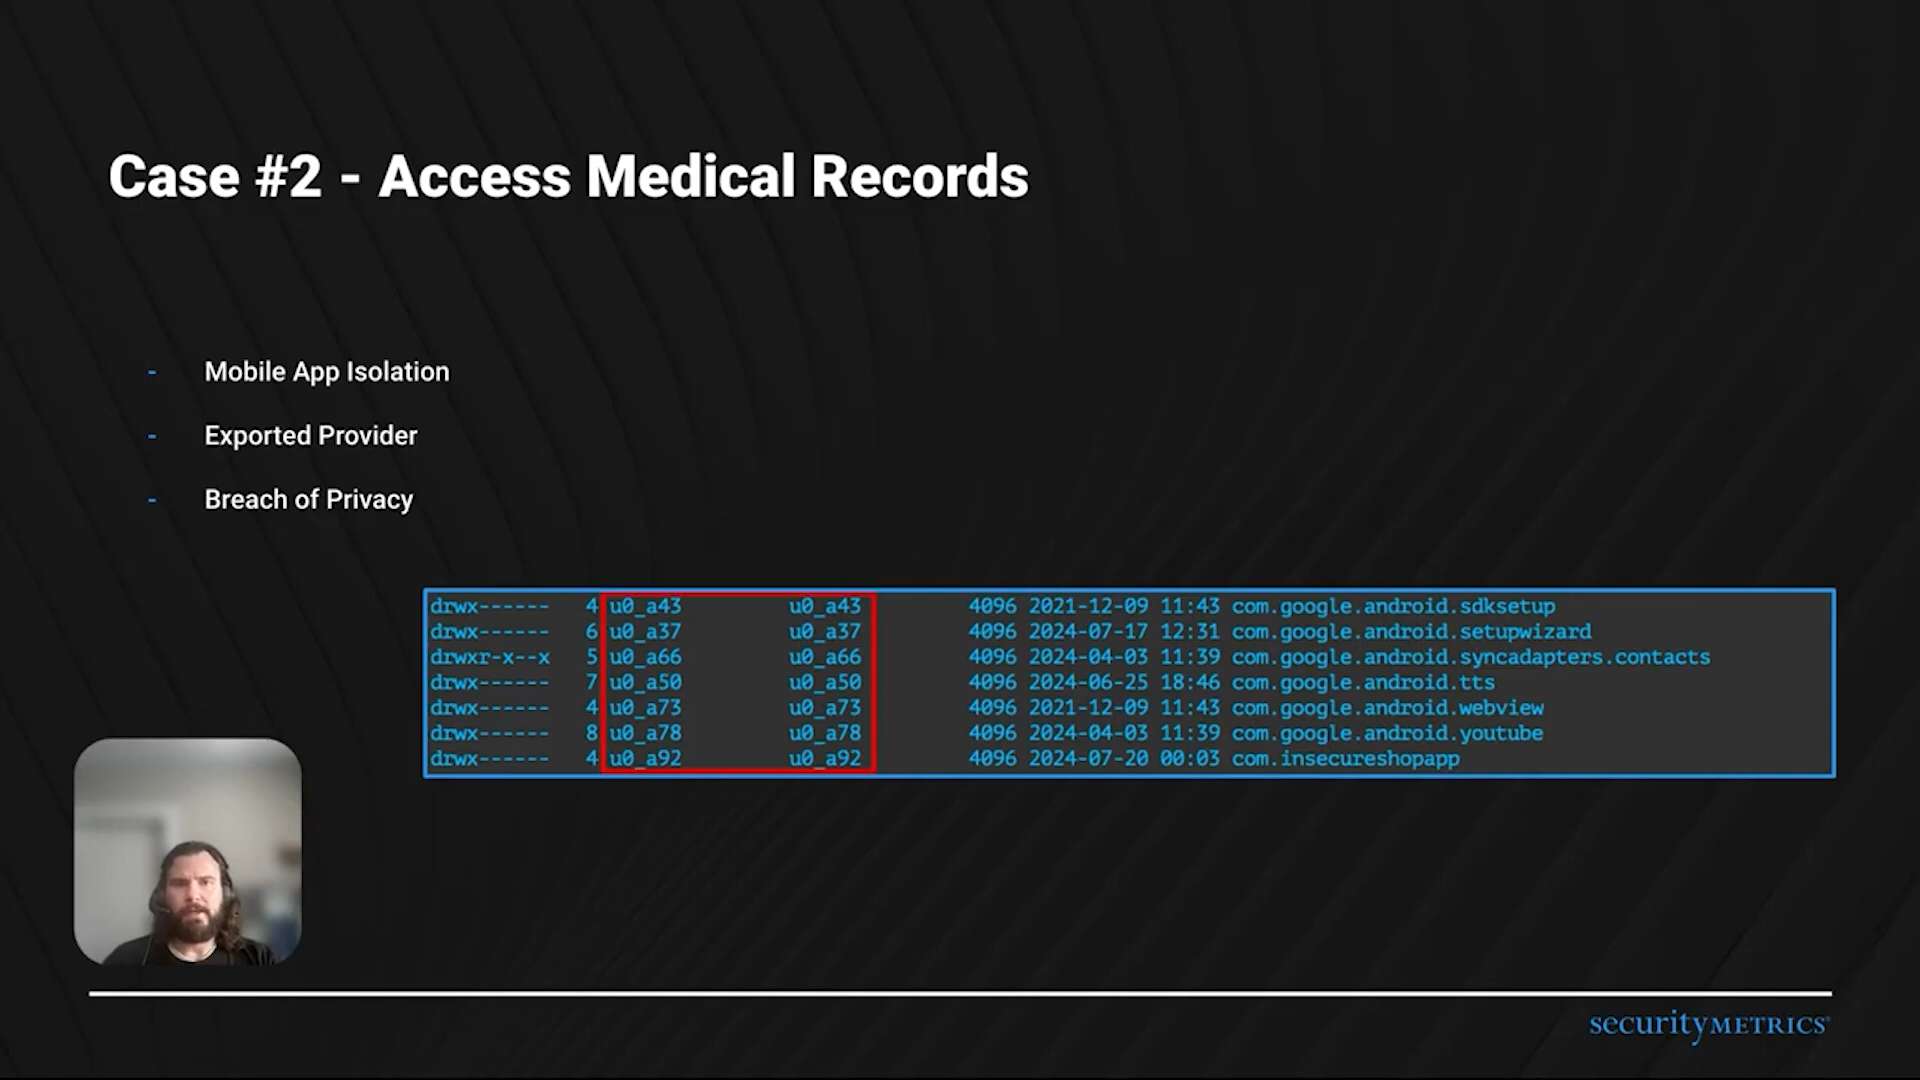 Case #2 - Access Medical Records
- Mobile App Isolation
- Exported Provider
- Breach of Privacy
drwx------ 4 u0_a43 u0_a43 4096 2021-12-09 11:43 com.google.android.sdksetup
drwx------ 6 u0_a37 u0_a37 4096 2024-07-17 12:31 com.google.android.setupwizard
drwxr-x--x 5 u0_a66 u0_a66 4096 2024-04-03 11:39 com.google.android.syncadapters.contacts
drwx------ 7 u0_a50 u0_a50 4096 2024-06-25 18:46 com.google.android.tts
drwx------ 4 u0_a73 u0_a73 4096 2021-12-09 11:43 com.google.android.webview
drwx------ 8 u0_a78 u0_a78 4096 2024-04-03 11:39 com.google.android.youtube
drwx------ 4 u0_a92 u0_a92 4096 2024-07-20 00:03 com.insecureshopapp
securityMETRICS®